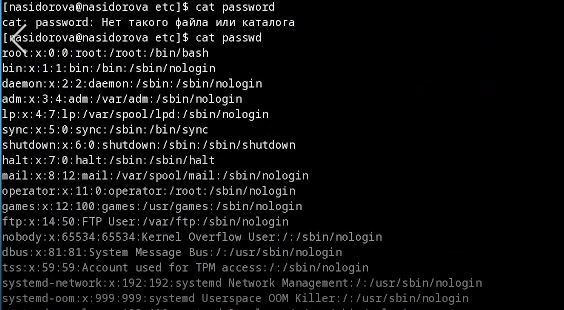 [nasidorova@nasidorova etc]$ cat password
cat: password: Нет такого файла или каталога
[nasidorova@nasidorova etc]$ cat passwd
root:x:0:0:root:/root:/bin/bash
bin:x:1:1:bin:/bin:/sbin/nologin
daemon:x:2:2:daemon:/sbin:/sbin/nologin
adm:x:3:4:adm:/var/adm:/sbin/nologin
lp:x:4:7:lp:/var/spool/lpd:/sbin/nologin
sync:x:5:0:sync:/sbin:/bin/sync
shutdown:x:6:0:shutdown:/sbin:/sbin/shutdown
halt:x:7:0:halt:/sbin:/sbin/halt
mail:x:8:12:mail:/var/spool/mail:/sbin/nologin
operator:x:11:0:operator:/root:/sbin/nologin
games:x:12:100:games:/usr/games:/sbin/nologin
ftp:x:14:50:FTP User:/var/ftp:/sbin/nologin
nobody:x:65534:65534:Kernel Overflow User:/:/sbin/nologin
dbus:x:81:81:System Message Bus:/:/usr/sbin/nologin
tss:x:59:59:Account used for TPM access:/:/sbin/nologin
systemd-network:x:192:192:systemd Network Management:/:/usr/sbin/nologin
systemd-oom:x:999:999:systemd Userspace OOM Killer:/:/usr/sbin/nologin